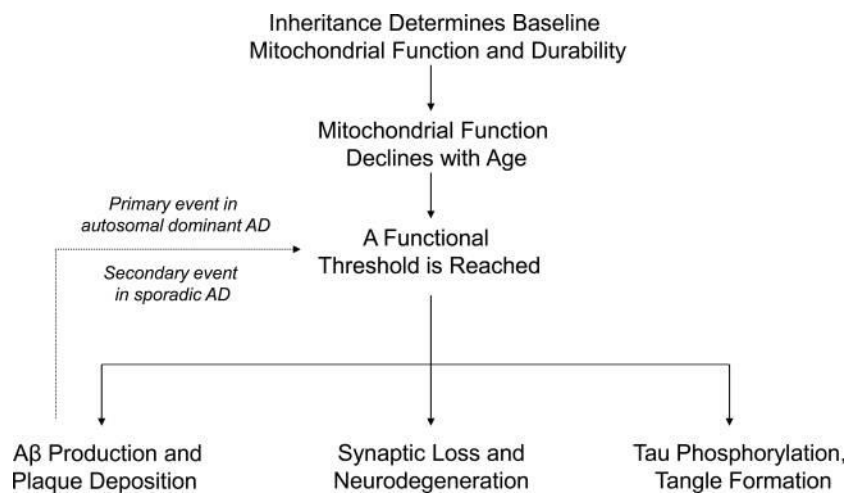 Inheritance Determines Baseline
Mitochondrial Function and Durability
Mitochondrial Function
Declines with Age
Primary event in
autosomal dominant AD
A Functional
Threshold is Reached
Secondary event
in sporadic AD
Aβ Production and
Plaque Deposition
Synaptic Loss and
Neurodegeneration
Tau Phosphorylation,
Tangle Formation